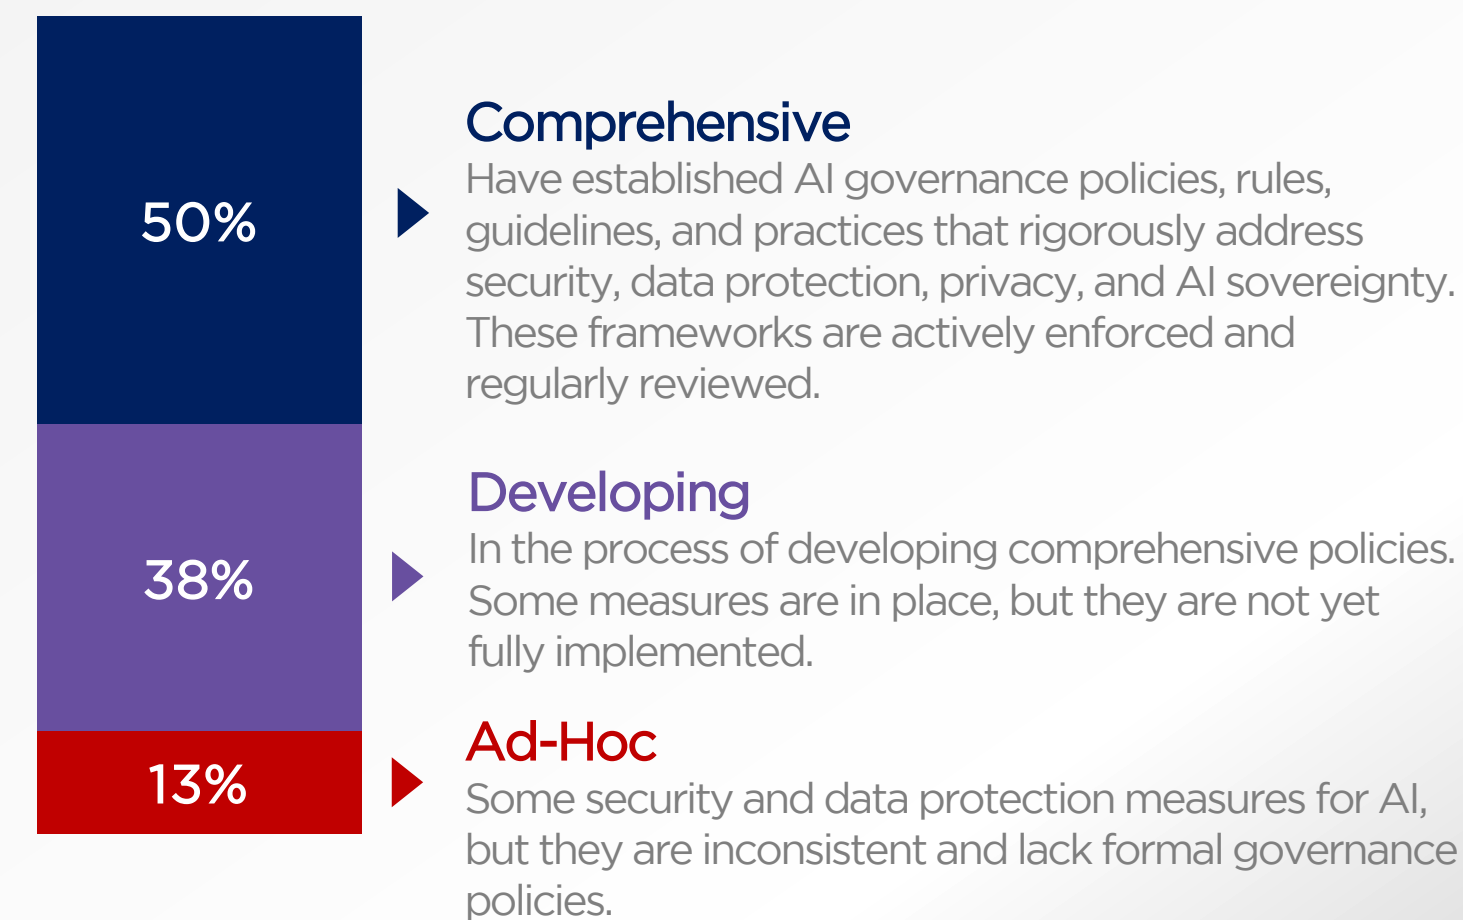 50%
Comprehensive
Have established AI governance policies, rules,
guidelines, and practices that rigorously address
security, data protection, privacy, and AI sovereignty.
These frameworks are actively enforced and
regularly reviewed.
38%
Developing
In the process of developing comprehensive policies.
Some measures are in place, but they are not yet
fully implemented.
13%
Ad-Hoc
Some security and data protection measures for AI,
but they are inconsistent and lack formal governance
policies.